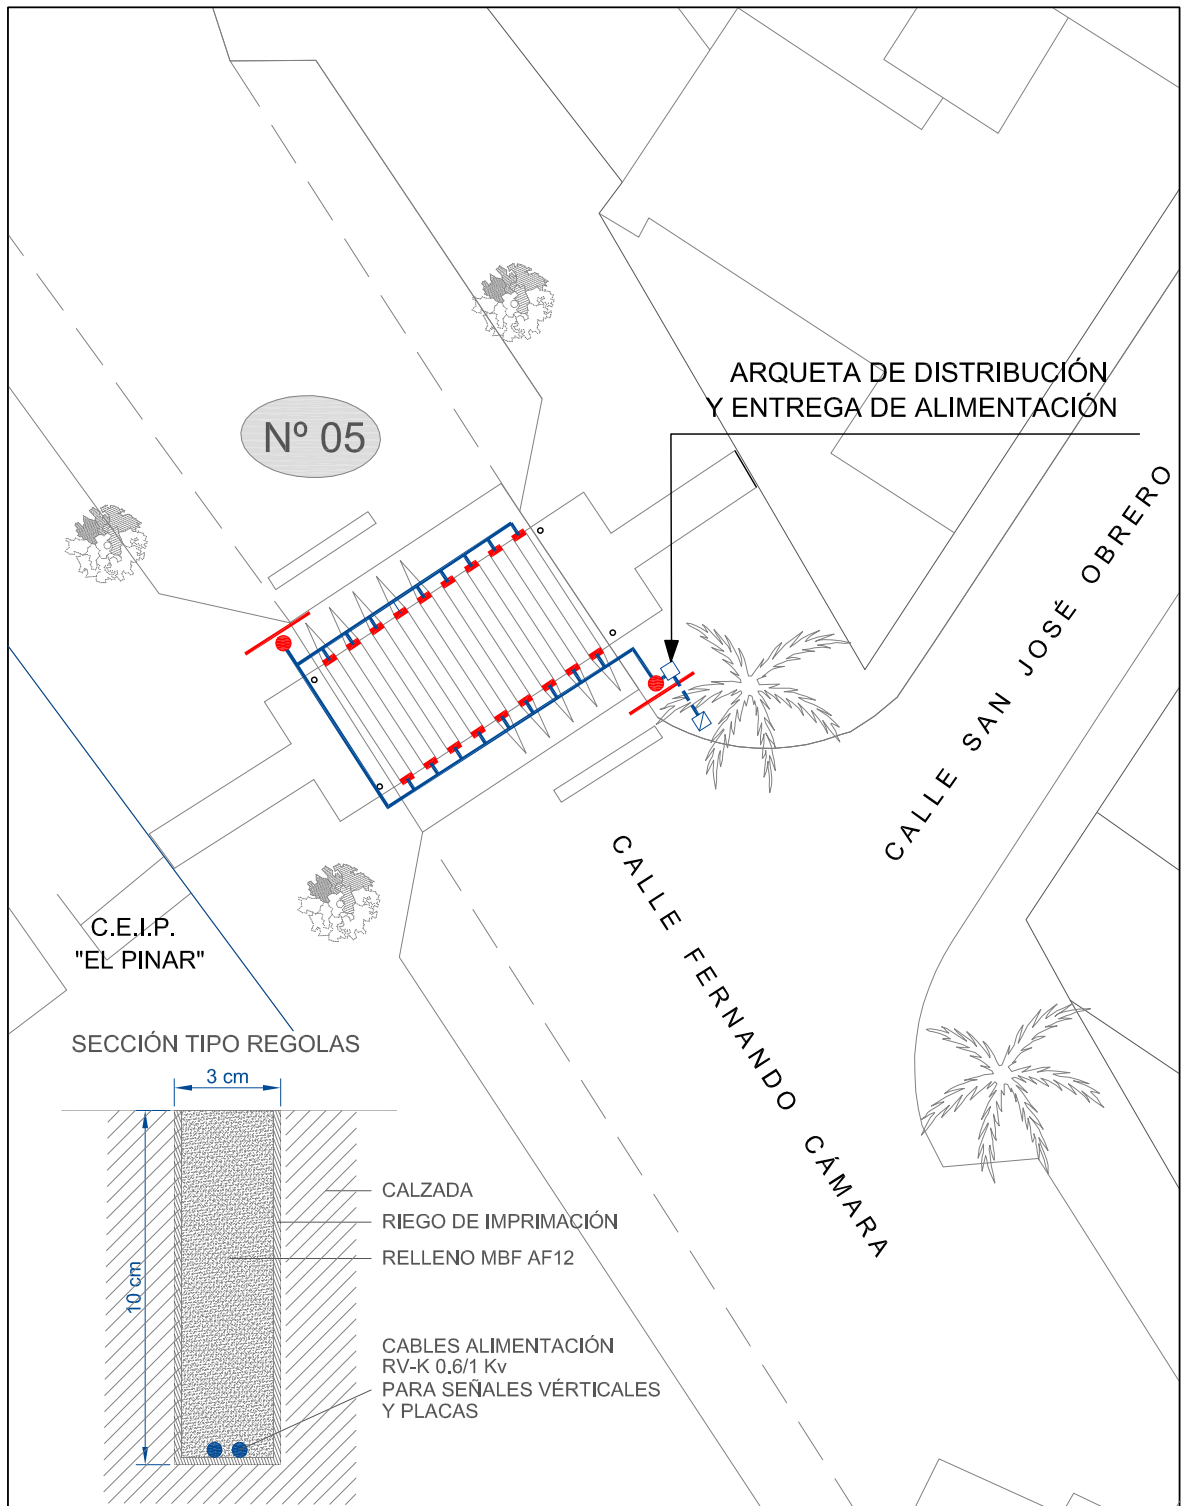 ARQUETA DE DISTRIBUCIÓN
Y ENTREGA DE ALIMENTACIÓN
Nº 05
CALLE SAN JOSÉ OBRERO
CALLE FERNANDO CÁMARA
C.E.I.P.
"EL PINAR"
SECCIÓN TIPO REGOLAS
3 cm
10 cm
CALZADA
RIEGO DE IMPRIMACIÓN
RELLENO MBF AF12
CABLES ALIMENTACIÓN
RV-K 0.6/1 Kv
PARA SEÑALES VÉRTICALES
Y PLACAS